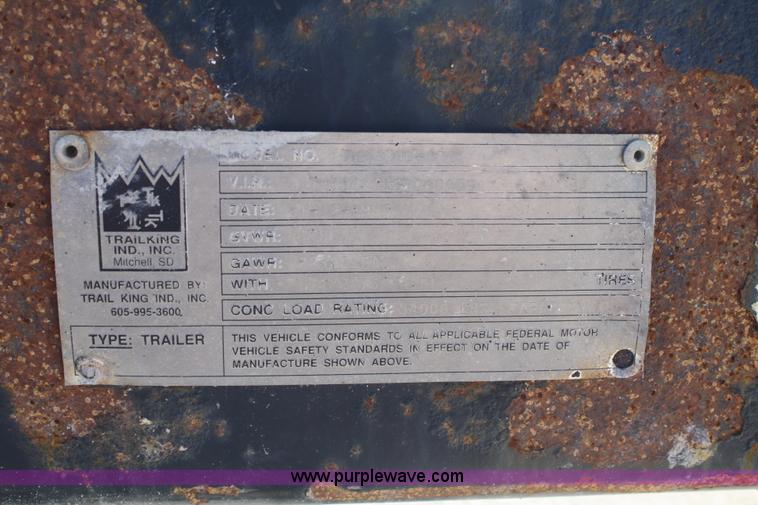 TRAILKING
IND., INC.
Mitchell, SD
MANUFACTURED BY:
TRAIL KING IND., INC.
605-995-3600
TYPE: TRAILER
MODEL NO.
V.I.N.
DATE:
GVWR:
GAWR:
WITH TIRES
CONC LOAD RATING:
THIS VEHICLE CONFORMS TO ALL APPLICABLE FEDERAL MOTOR
VEHICLE SAFETY STANDARDS IN EFFECT ON THE DATE OF
MANUFACTURE SHOWN ABOVE.
www.purplewave.com